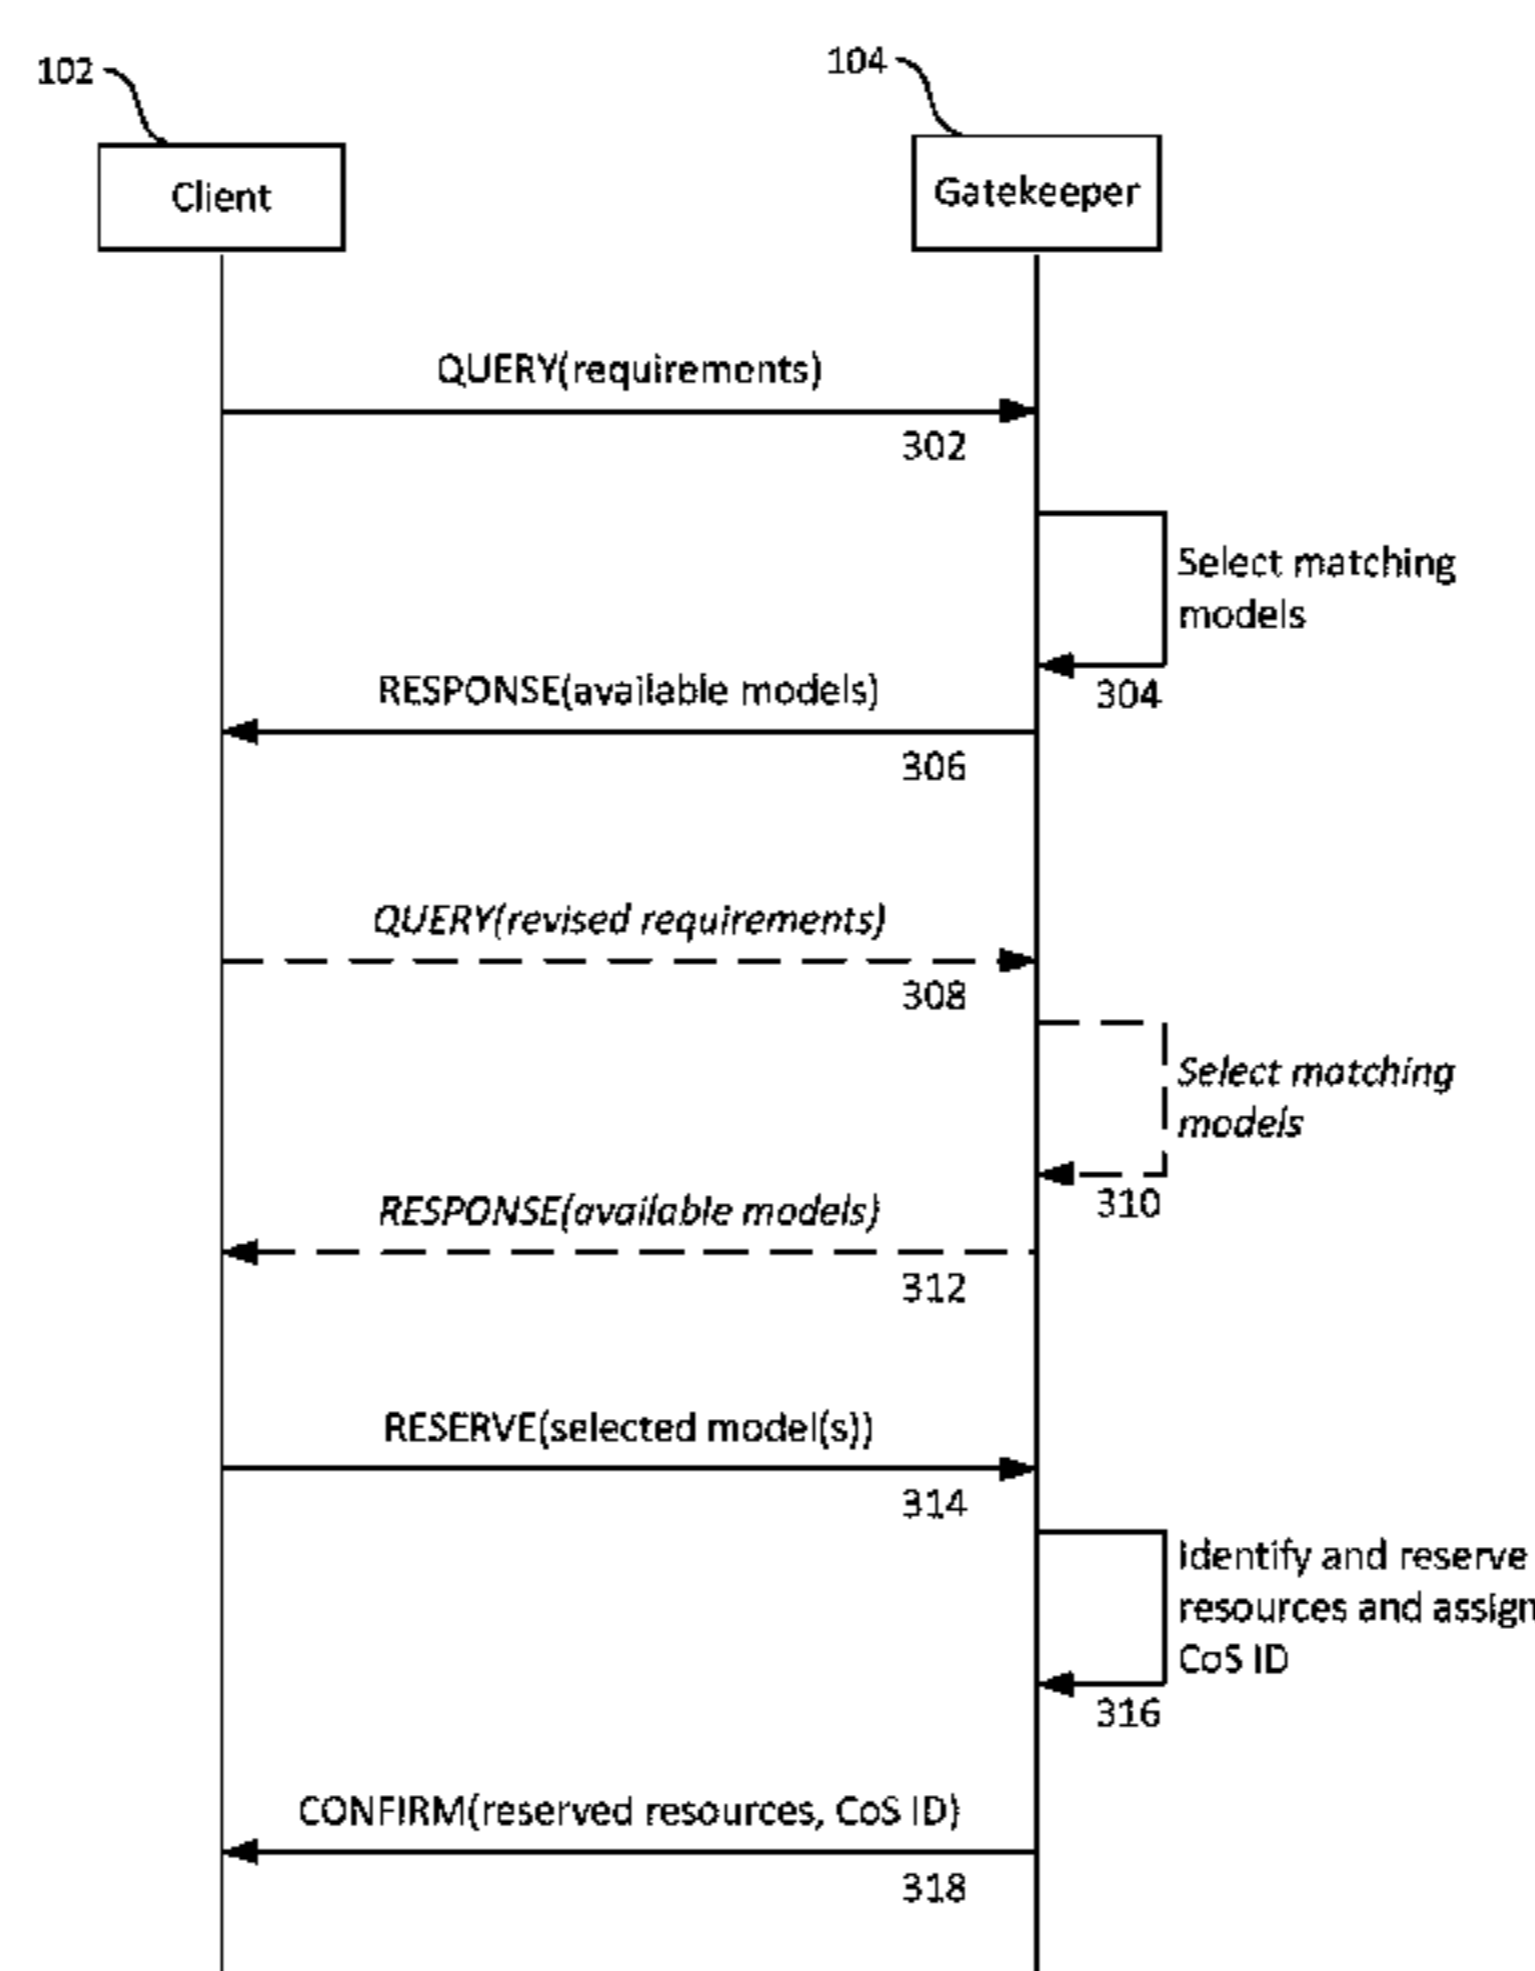 102
104
Client
Gatekeeper
QUERY(requirements)
302
Select matching
models
304
RESPONSE(available models)
306
QUERY(revised requirements)
308
Select matching
models
310
RESPONSE(available models)
312
RESERVE(selected model(s))
314
Identify and reserve
resources and assign
CoS ID
316
CONFIRM(reserved resources, CoS ID)
318